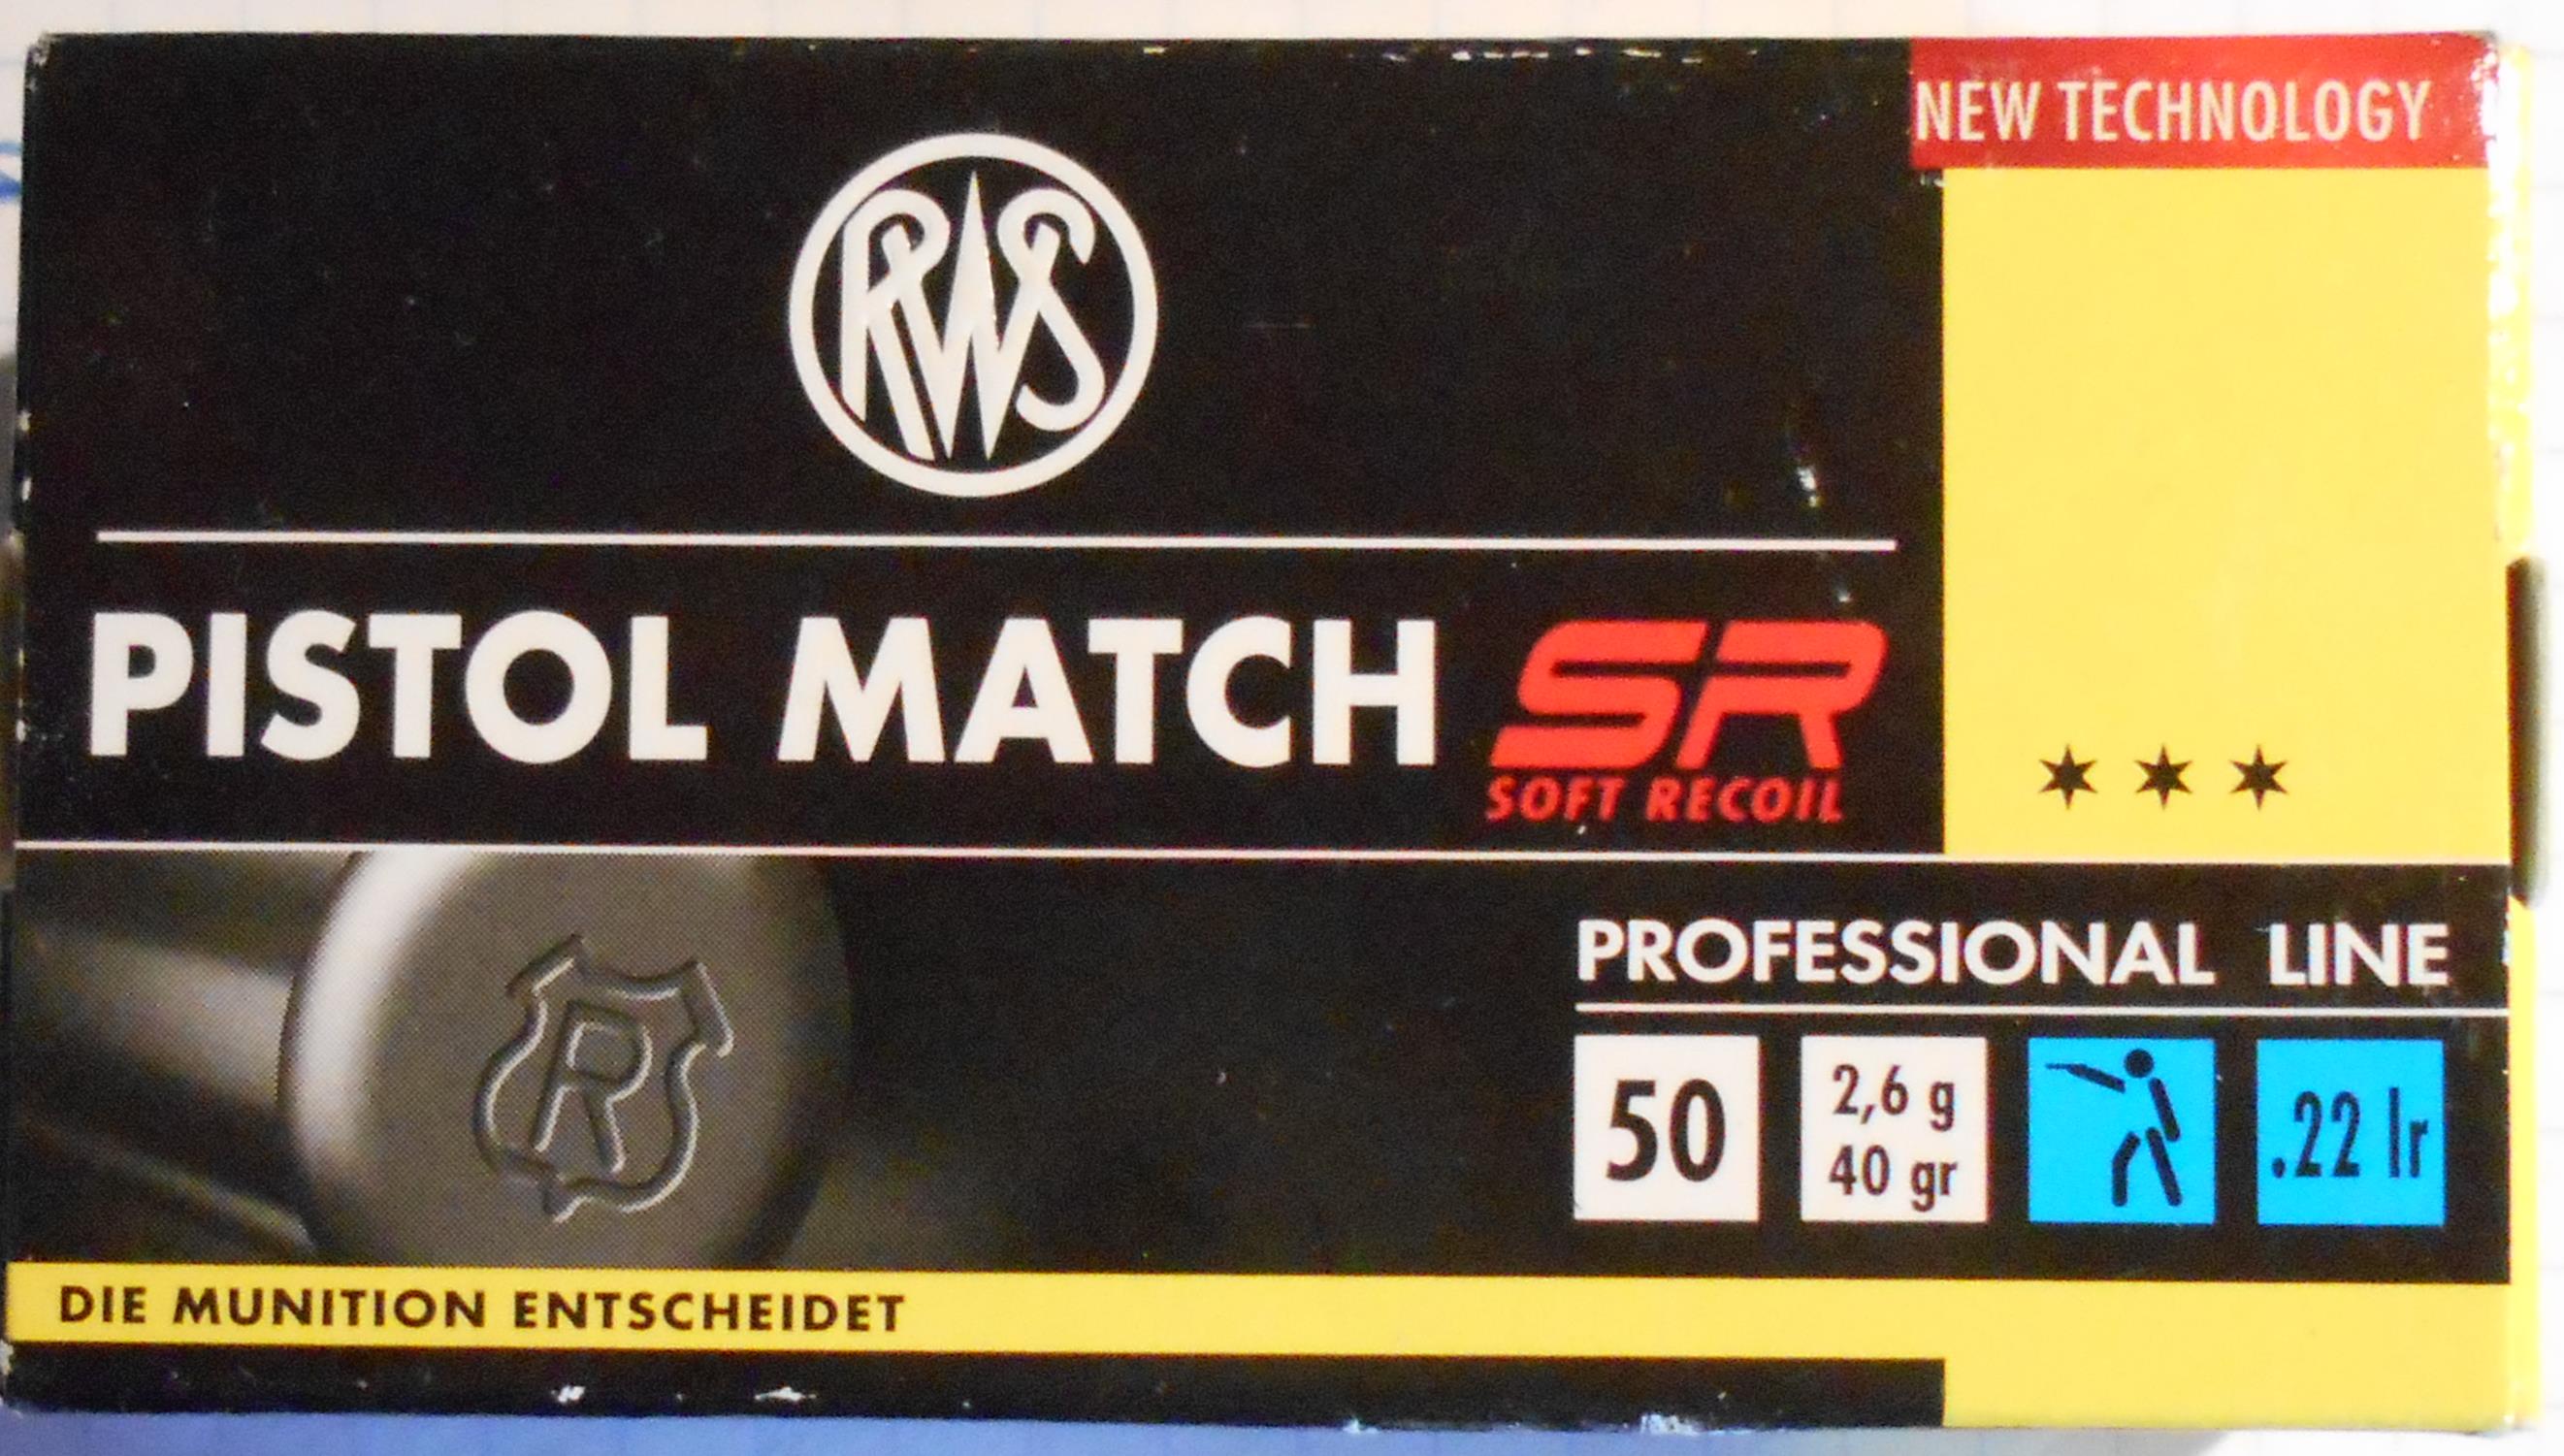 NEW TECHNOLOGY
RWS
PISTOL MATCH SR
SOFT RECOIL
PROFESSIONAL LINE
50
2,6 g
40 gr
.22 lr
R
DIE MUNITION ENTSCHEIDET